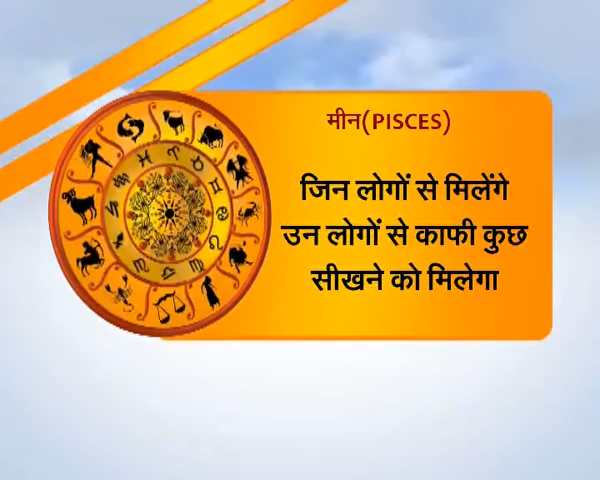 मीन(PISCES)
जिन लोगों से मिलेंगे
उन लोगों से काफी कुछ
सीखने को मिलेगा